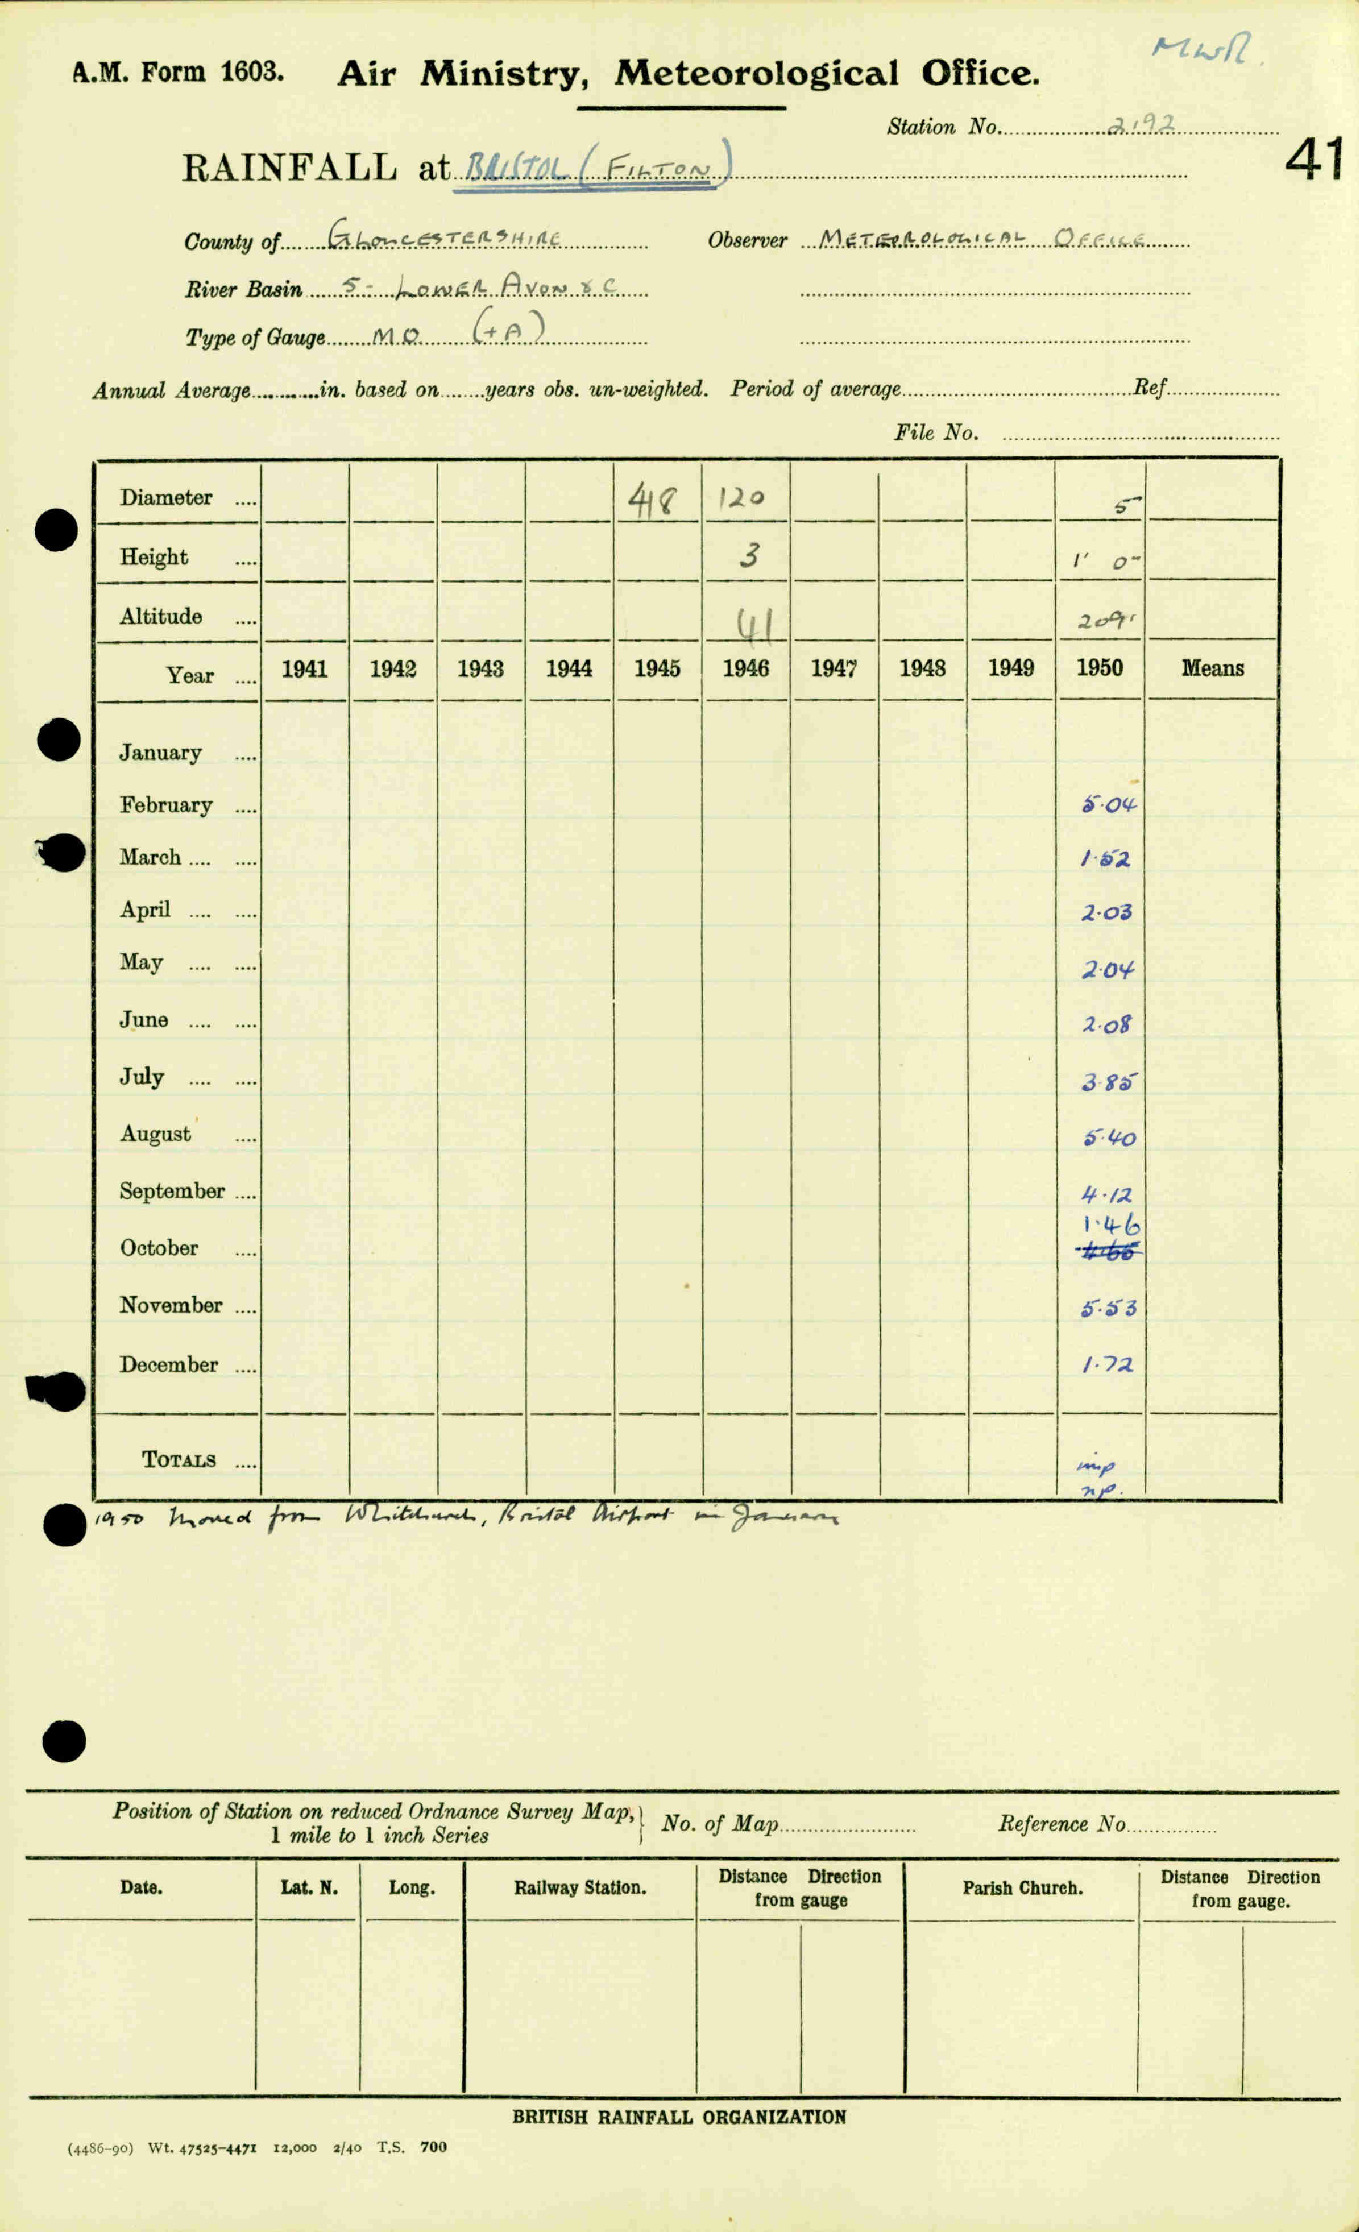 MWR.
A.M. Form 1603. Air Ministry, Meteorological Office.
Station No. 2192
41
RAINFALL at BRISTOL (FILTON)
County of GLOUCESTERSHIRE Observer METEOROLOGICAL OFFICE
River Basin 5 - LOWER AVON & C
Type of Gauge MO (+A)
Annual Average in. based on years obs. un-weighted. Period of average Ref.
File No.
Diameter .... 418 120 5
Height .... 3 1' 0"
Altitude .... 41 209'
Year .... 1941 1942 1943 1944 1945 1946 1947 1948 1949 1950 Means
January ....
February .... 5.04
March .... .... 1.52
April .... .... 2.03
May .... .... 2.04
June .... .... 2.08
July .... .... 3.85
August .... 5.40
September .... 4.12
1.46
October ....
November .... 5.53
December .... 1.72
TOTALS .... imp
np.
1950 Moved from Whitchurch, Bristol Airport in January
Position of Station on reduced Ordnance Survey Map, 1 mile to 1 inch Series } No. of Map Reference No.
Date. Lat. N. Long. Railway Station. Distance Direction from gauge Parish Church. Distance Direction from gauge.
BRITISH RAINFALL ORGANIZATION
(4486-90) Wt. 47525-4471 12,000 2/40 T.S. 700